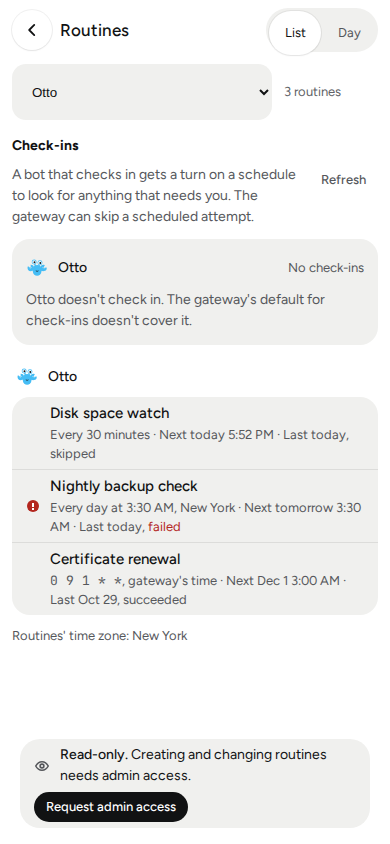 Routines
List
Day
Otto
3 routines
Check-ins
A bot that checks in gets a turn on a schedule
to look for anything that needs you. The
gateway can skip a scheduled attempt.
Refresh
Otto
No check-ins
Otto doesn't check in. The gateway's default for
check-ins doesn't cover it.
Otto
Disk space watch
Every 30 minutes · Next today 5:52 PM · Last today,
skipped
Nightly backup check
Every day at 3:30 AM, New York · Next tomorrow 3:30
AM · Last today, failed
Certificate renewal
0 9 1 * *, gateway's time · Next Dec 1 3:00 AM ·
Last Oct 29, succeeded
Routines' time zone: New York
Read-only. Creating and changing routines
needs admin access.
Request admin access